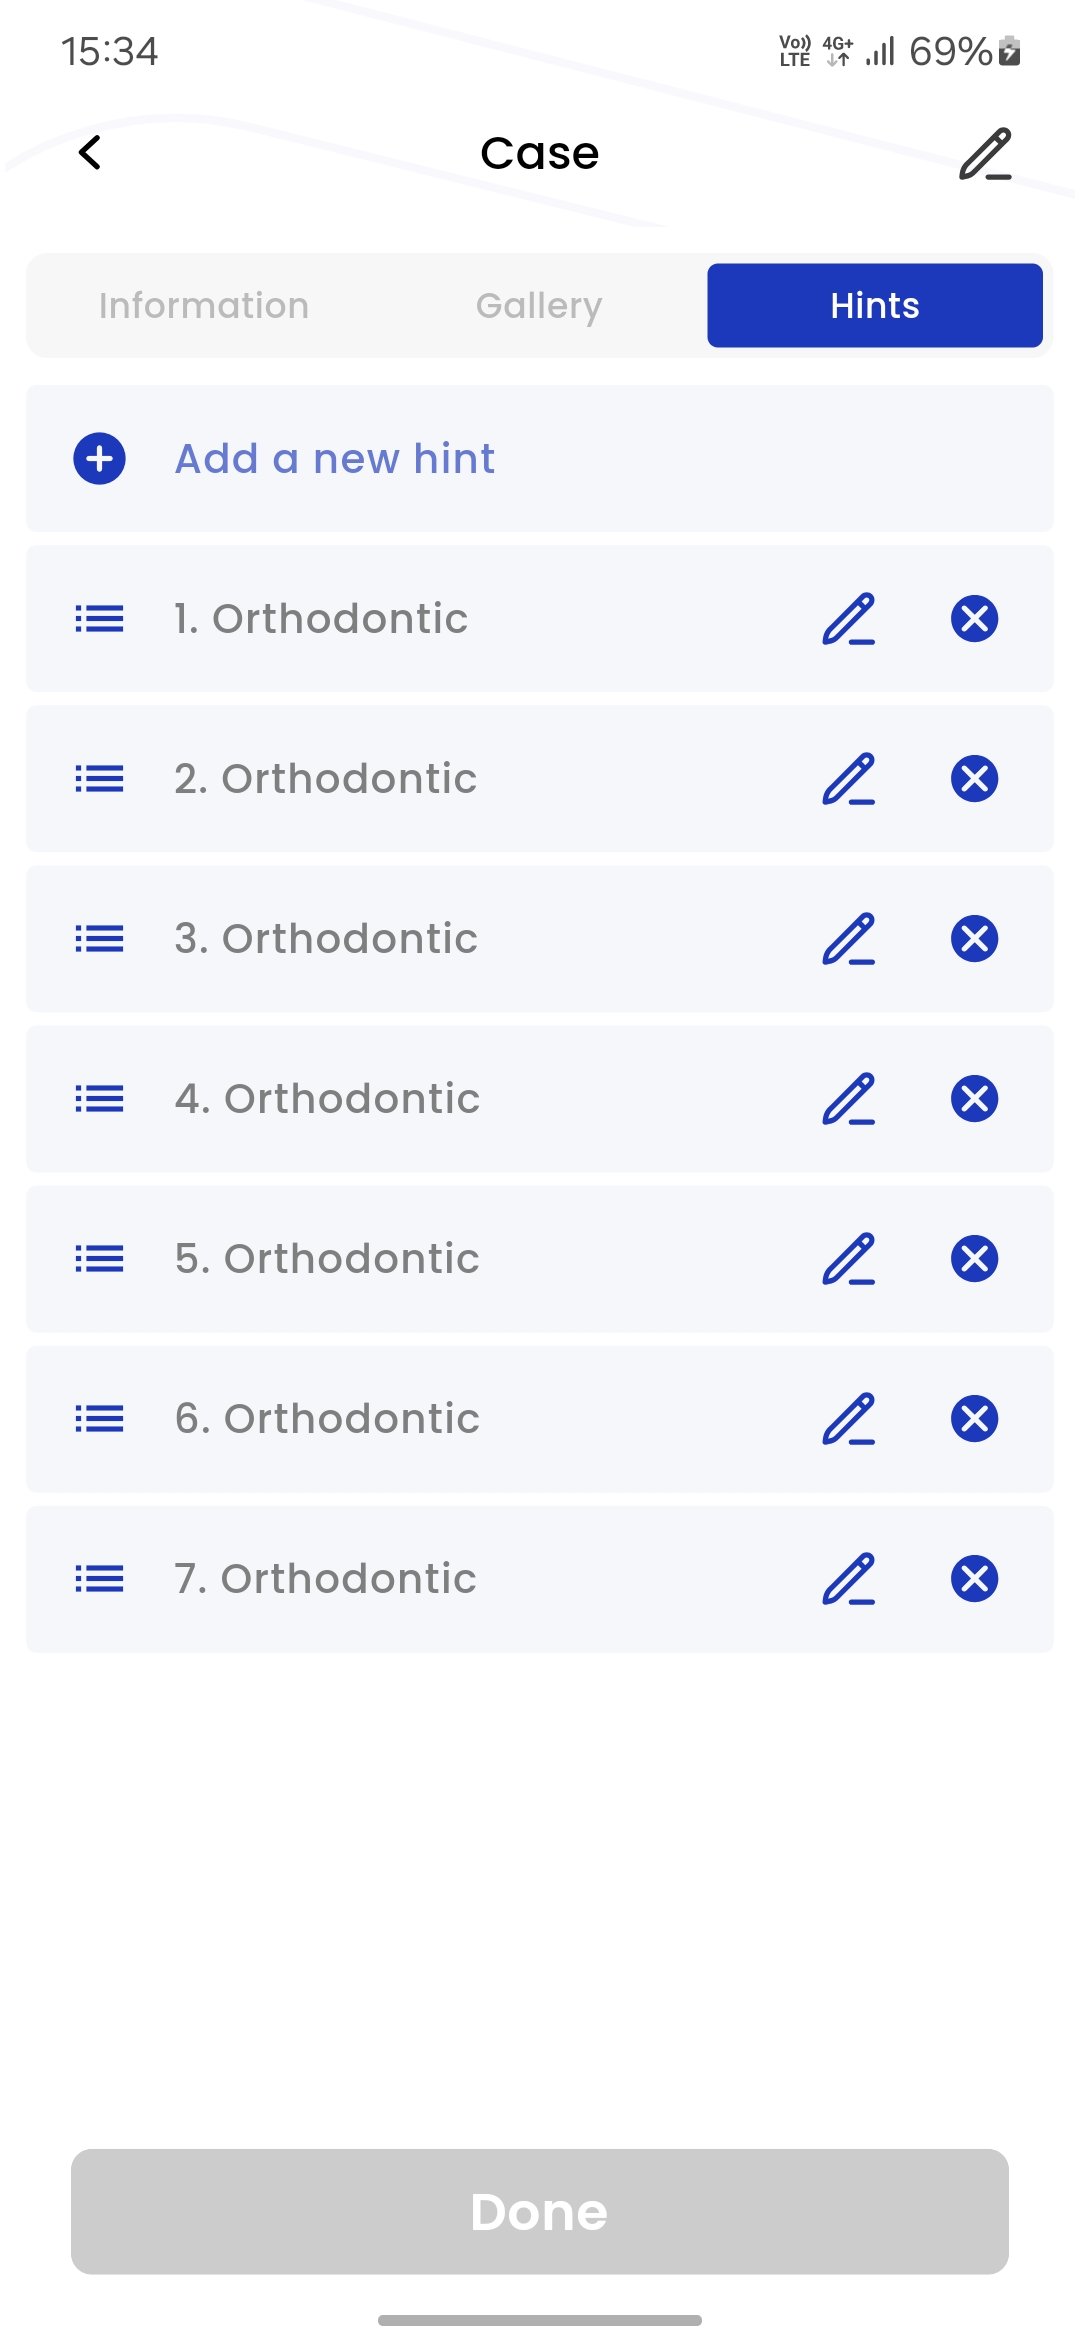 15:34
Vo)) LTE 4G+ 69%
Case
Information Gallery Hints
Add a new hint
1. Orthodontic
2. Orthodontic
3. Orthodontic
4. Orthodontic
5. Orthodontic
6. Orthodontic
7. Orthodontic
Done